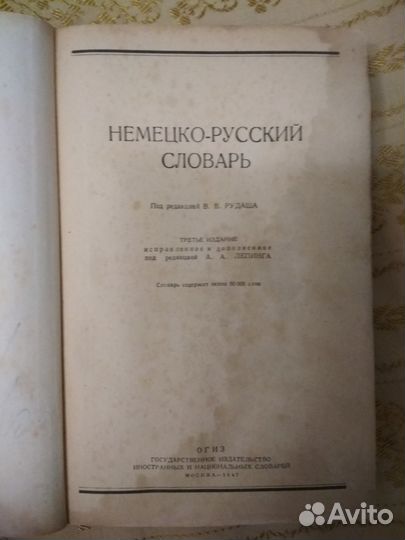 НЕМЕЦКО-РУССКИЙ
СЛОВАРЬ
Под редакцией В. В. РУДАША
ТРЕТЬЕ ИЗДАНИЕ
исправленное и дополненное
под редакцией А. А. ЛЕПИНГА
Словарь содержит около 50 000 слов
ОГИЗ
ГОСУДАРСТВЕННОЕ ИЗДАТЕЛЬСТВО
ИНОСТРАННЫХ И НАЦИОНАЛЬНЫХ СЛОВАРЕЙ
МОСКВА—1947
Avito